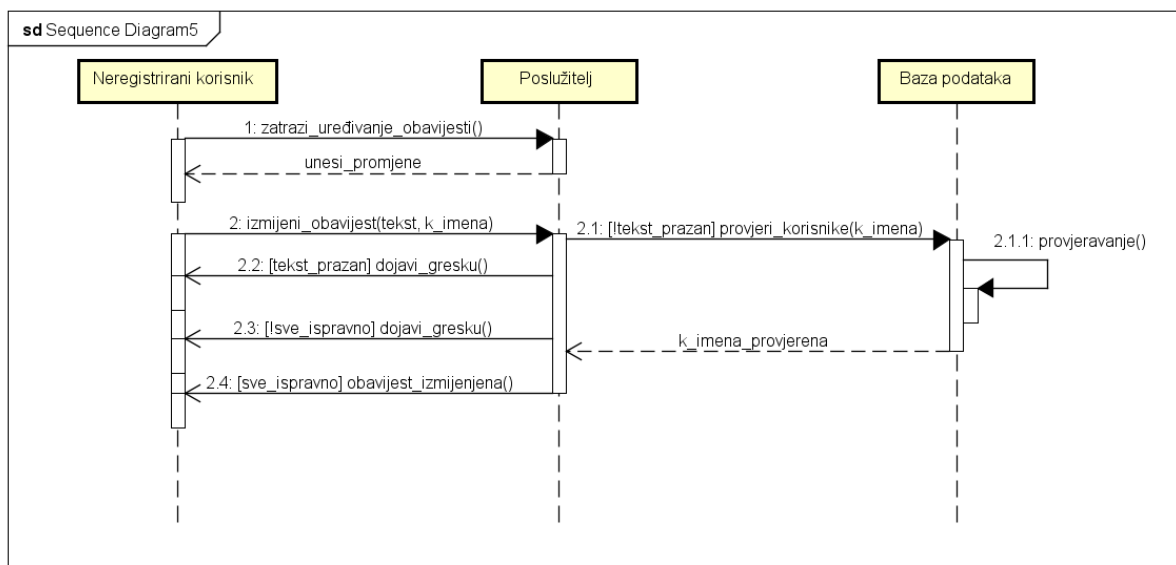 sd Sequence Diagram5
Neregistrirani korisnik
Poslužitelj
Baza podataka
1: zatrazi_uređivanje_obavijesti()
unesi_promjene
2: izmijeni_obavijest(tekst, k_imena)
2.1: [!tekst_prazan] provjeri_korisnike(k_imena)
2.1.1: provjeravanje()
2.2: [tekst_prazan] dojavi_gresku()
2.3: [!sve_ispravno] dojavi_gresku()
k_imena_provjerena
2.4: [sve_ispravno] obavijest_izmijenjena()